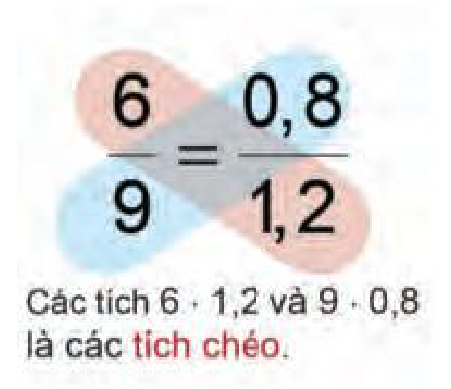 6/9 = 0,8/1,2
Các tích 6 · 1,2 và 9 · 0,8
là các tích chéo.